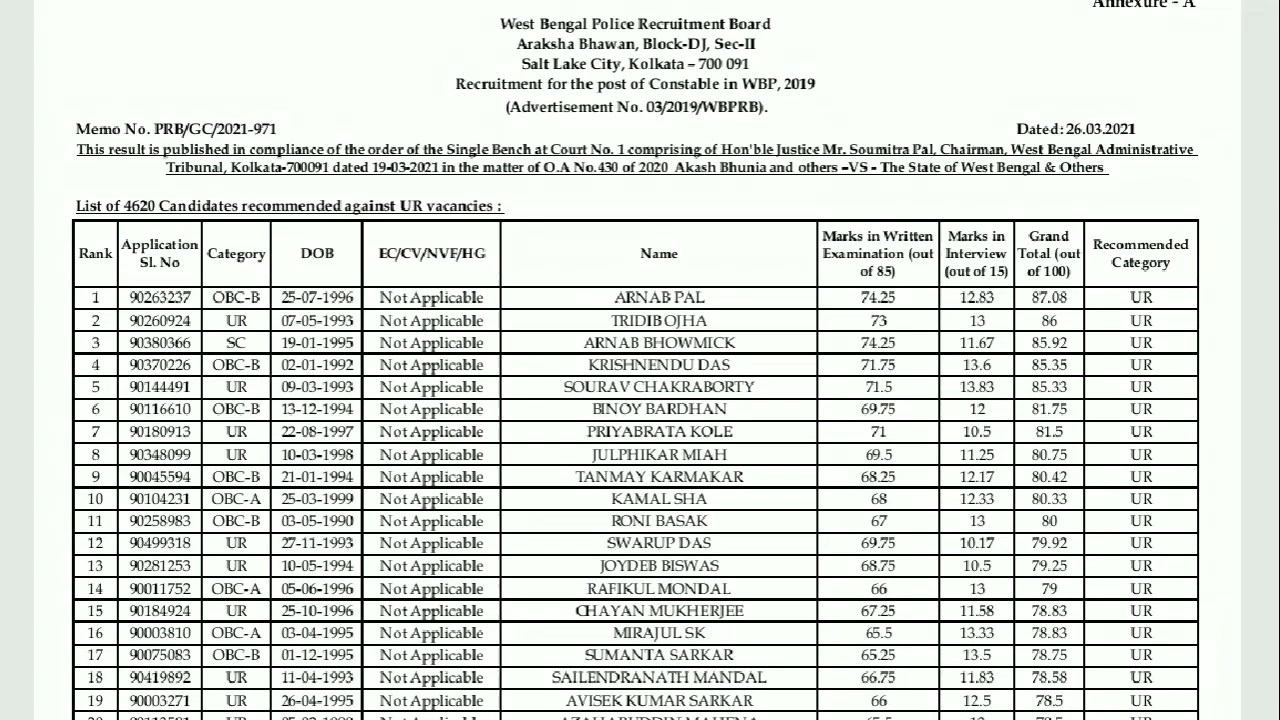 Annexure - A
West Bengal Police Recruitment Board
Araksha Bhawan, Block-DJ, Sec-II
Salt Lake City, Kolkata – 700 091
Recruitment for the post of Constable in WBP, 2019
(Advertisement No. 03/2019/WBPRB).
Memo No. PRB/GC/2021-971 Dated: 26.03.2021
This result is published in compliance of the order of the Single Bench at Court No. 1 comprising of Hon'ble Justice Mr. Soumitra Pal, Chairman, West Bengal Administrative
Tribunal, Kolkata-700091 dated 19-03-2021 in the matter of O.A No.430 of 2020 Akash Bhunia and others –VS - The State of West Bengal & Others
List of 4620 Candidates recommended against UR vacancies :
Rank Application Sl. No Category DOB EC/CV/NVF/HG Name Marks in Written Examination (out of 85) Marks in Interview (out of 15) Grand Total (out of 100) Recommended Category
1 90263237 OBC-B 25-07-1996 Not Applicable ARNAB PAL 74.25 12.83 87.08 UR
2 90260924 UR 07-05-1993 Not Applicable TRIDIB OJHA 73 13 86 UR
3 90380366 SC 19-01-1995 Not Applicable ARNAB BHOWMICK 74.25 11.67 85.92 UR
4 90370226 OBC-B 02-01-1992 Not Applicable KRISHNENDU DAS 71.75 13.6 85.35 UR
5 90144491 UR 09-03-1993 Not Applicable SOURAV CHAKRABORTY 71.5 13.83 85.33 UR
6 90116610 OBC-B 13-12-1994 Not Applicable BINOY BARDHAN 69.75 12 81.75 UR
7 90180913 UR 22-08-1997 Not Applicable PRIYABRATA KOLE 71 10.5 81.5 UR
8 90348099 UR 10-03-1998 Not Applicable JULPHIKAR MIAH 69.5 11.25 80.75 UR
9 90045594 OBC-B 21-01-1994 Not Applicable TANMAY KARMAKAR 68.25 12.17 80.42 UR
10 90104231 OBC-A 25-03-1999 Not Applicable KAMAL SHA 68 12.33 80.33 UR
11 90258983 OBC-B 03-05-1990 Not Applicable RONI BASAK 67 13 80 UR
12 90499318 UR 27-11-1993 Not Applicable SWARUP DAS 69.75 10.17 79.92 UR
13 90281253 UR 10-05-1994 Not Applicable JOYDEB BISWAS 68.75 10.5 79.25 UR
14 90011752 OBC-A 05-06-1996 Not Applicable RAFIKUL MONDAL 66 13 79 UR
15 90184924 UR 25-10-1996 Not Applicable CHAYAN MUKHERJEE 67.25 11.58 78.83 UR
16 90003810 OBC-A 03-04-1995 Not Applicable MIRAJUL SK 65.5 13.33 78.83 UR
17 90075083 OBC-B 01-12-1995 Not Applicable SUMANTA SARKAR 65.25 13.5 78.75 UR
18 90419892 UR 11-04-1993 Not Applicable SAILENDRANATH MANDAL 66.75 11.83 78.58 UR
19 90003271 UR 26-04-1995 Not Applicable AVISEK KUMAR SARKAR 66 12.5 78.5 UR